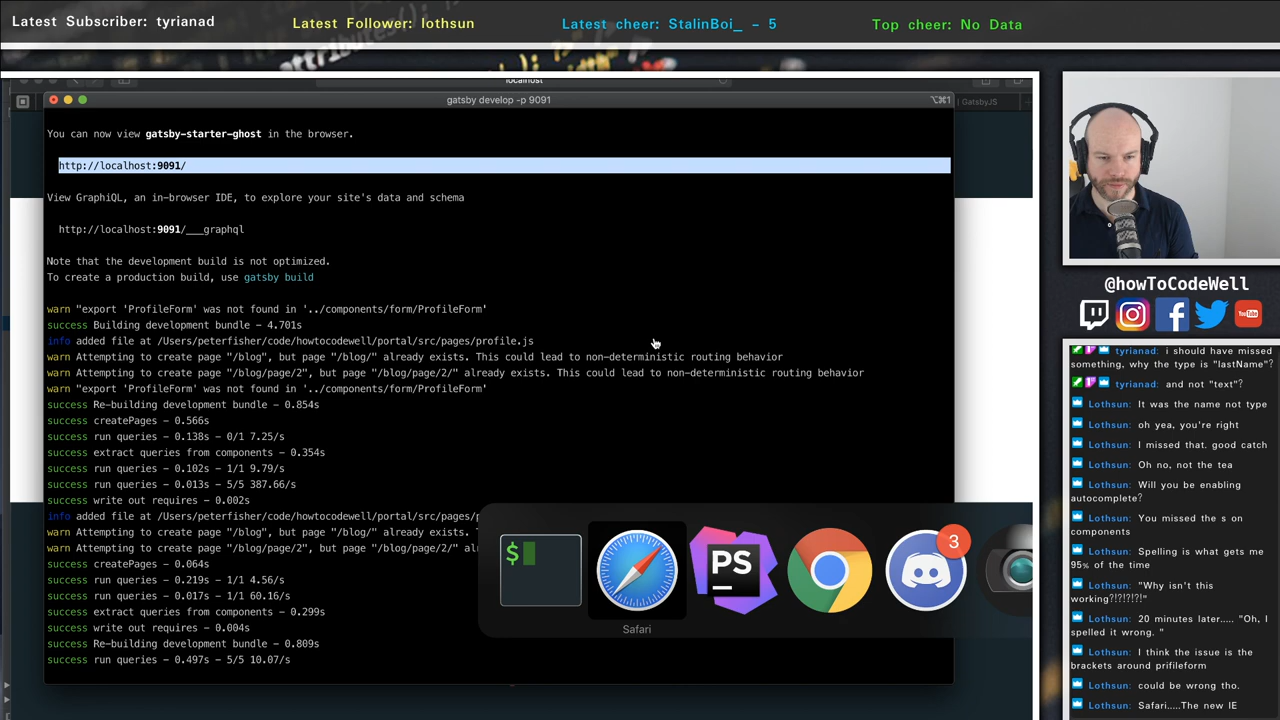 Latest Subscriber: tyrianad
Latest Follower: lothsun
Latest cheer: StalinBoi_ - 5
Top cheer: No Data
localhost
gatsby develop -p 9091
⌥⌘1
GatsbyJS
You can now view gatsby-starter-ghost in the browser.
http://localhost:9091/
View GraphiQL, an in-browser IDE, to explore your site's data and schema
http://localhost:9091/___graphql
Note that the development build is not optimized.
To create a production build, use gatsby build
warn "export 'ProfileForm' was not found in '../components/form/ProfileForm'
success Building development bundle - 4.701s
info added file at /Users/peterfisher/code/howtocodewell/portal/src/pages/profile.js
warn Attempting to create page "/blog", but page "/blog/" already exists. This could lead to non-deterministic routing behavior
warn Attempting to create page "/blog/page/2", but page "/blog/page/2/" already exists. This could lead to non-deterministic routing behavior
warn "export 'ProfileForm' was not found in '../components/form/ProfileForm'
success Re-building development bundle - 0.854s
success createPages - 0.566s
success run queries - 0.138s - 0/1 7.25/s
success extract queries from components - 0.354s
success run queries - 0.102s - 1/1 9.79/s
success run queries - 0.013s - 5/5 387.66/s
success write out requires - 0.002s
info added file at /Users/peterfisher/code/howtocodewell/portal/src/pages/p
warn Attempting to create page "/blog", but page "/blog/" already exists.
warn Attempting to create page "/blog/page/2", but page "/blog/page/2/" al
success createPages - 0.064s
success run queries - 0.219s - 1/1 4.56/s
success run queries - 0.017s - 1/1 60.16/s
success extract queries from components - 0.299s
success write out requires - 0.004s
success Re-building development bundle - 0.809s
success run queries - 0.497s - 5/5 10.07/s
$
PS
3
Safari
@howToCodeWell
You
Tube
tyrianad: i should have missed
something, why the type is "lastName"?
tyrianad: and not "text"?
Lothsun: It was the name not type
Lothsun: oh yea, you're right
Lothsun: I missed that. good catch
Lothsun: Oh no, not the tea
Lothsun: Will you be enabling
autocomplete?
Lothsun: You missed the s on
components
Lothsun: Spelling is what gets me
95% of the time
Lothsun: "Why isn't this
working?!?!?!?!"
Lothsun: 20 minutes later..... "Oh, I
spelled it wrong. "
Lothsun: I think the issue is the
brackets around prifileform
Lothsun: could be wrong tho.
Lothsun: Safari.....The new IE